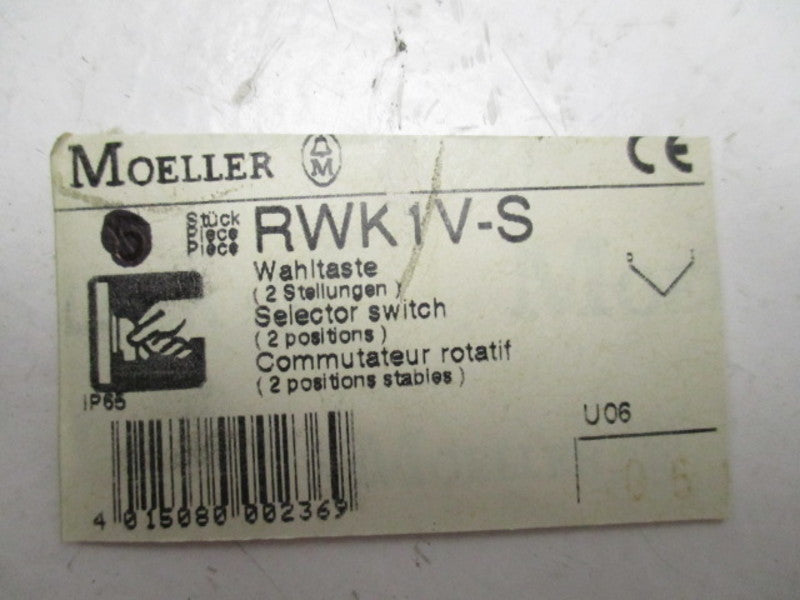 MOELLER M CE
Stück
Piece
Pièce
RWK1V-S
Wahltaste
( 2 Stellungen )
Selector switch
( 2 positions )
Commutateur rotatif
( 2 positions stables )
IP65
U06
06
4 015080 002369